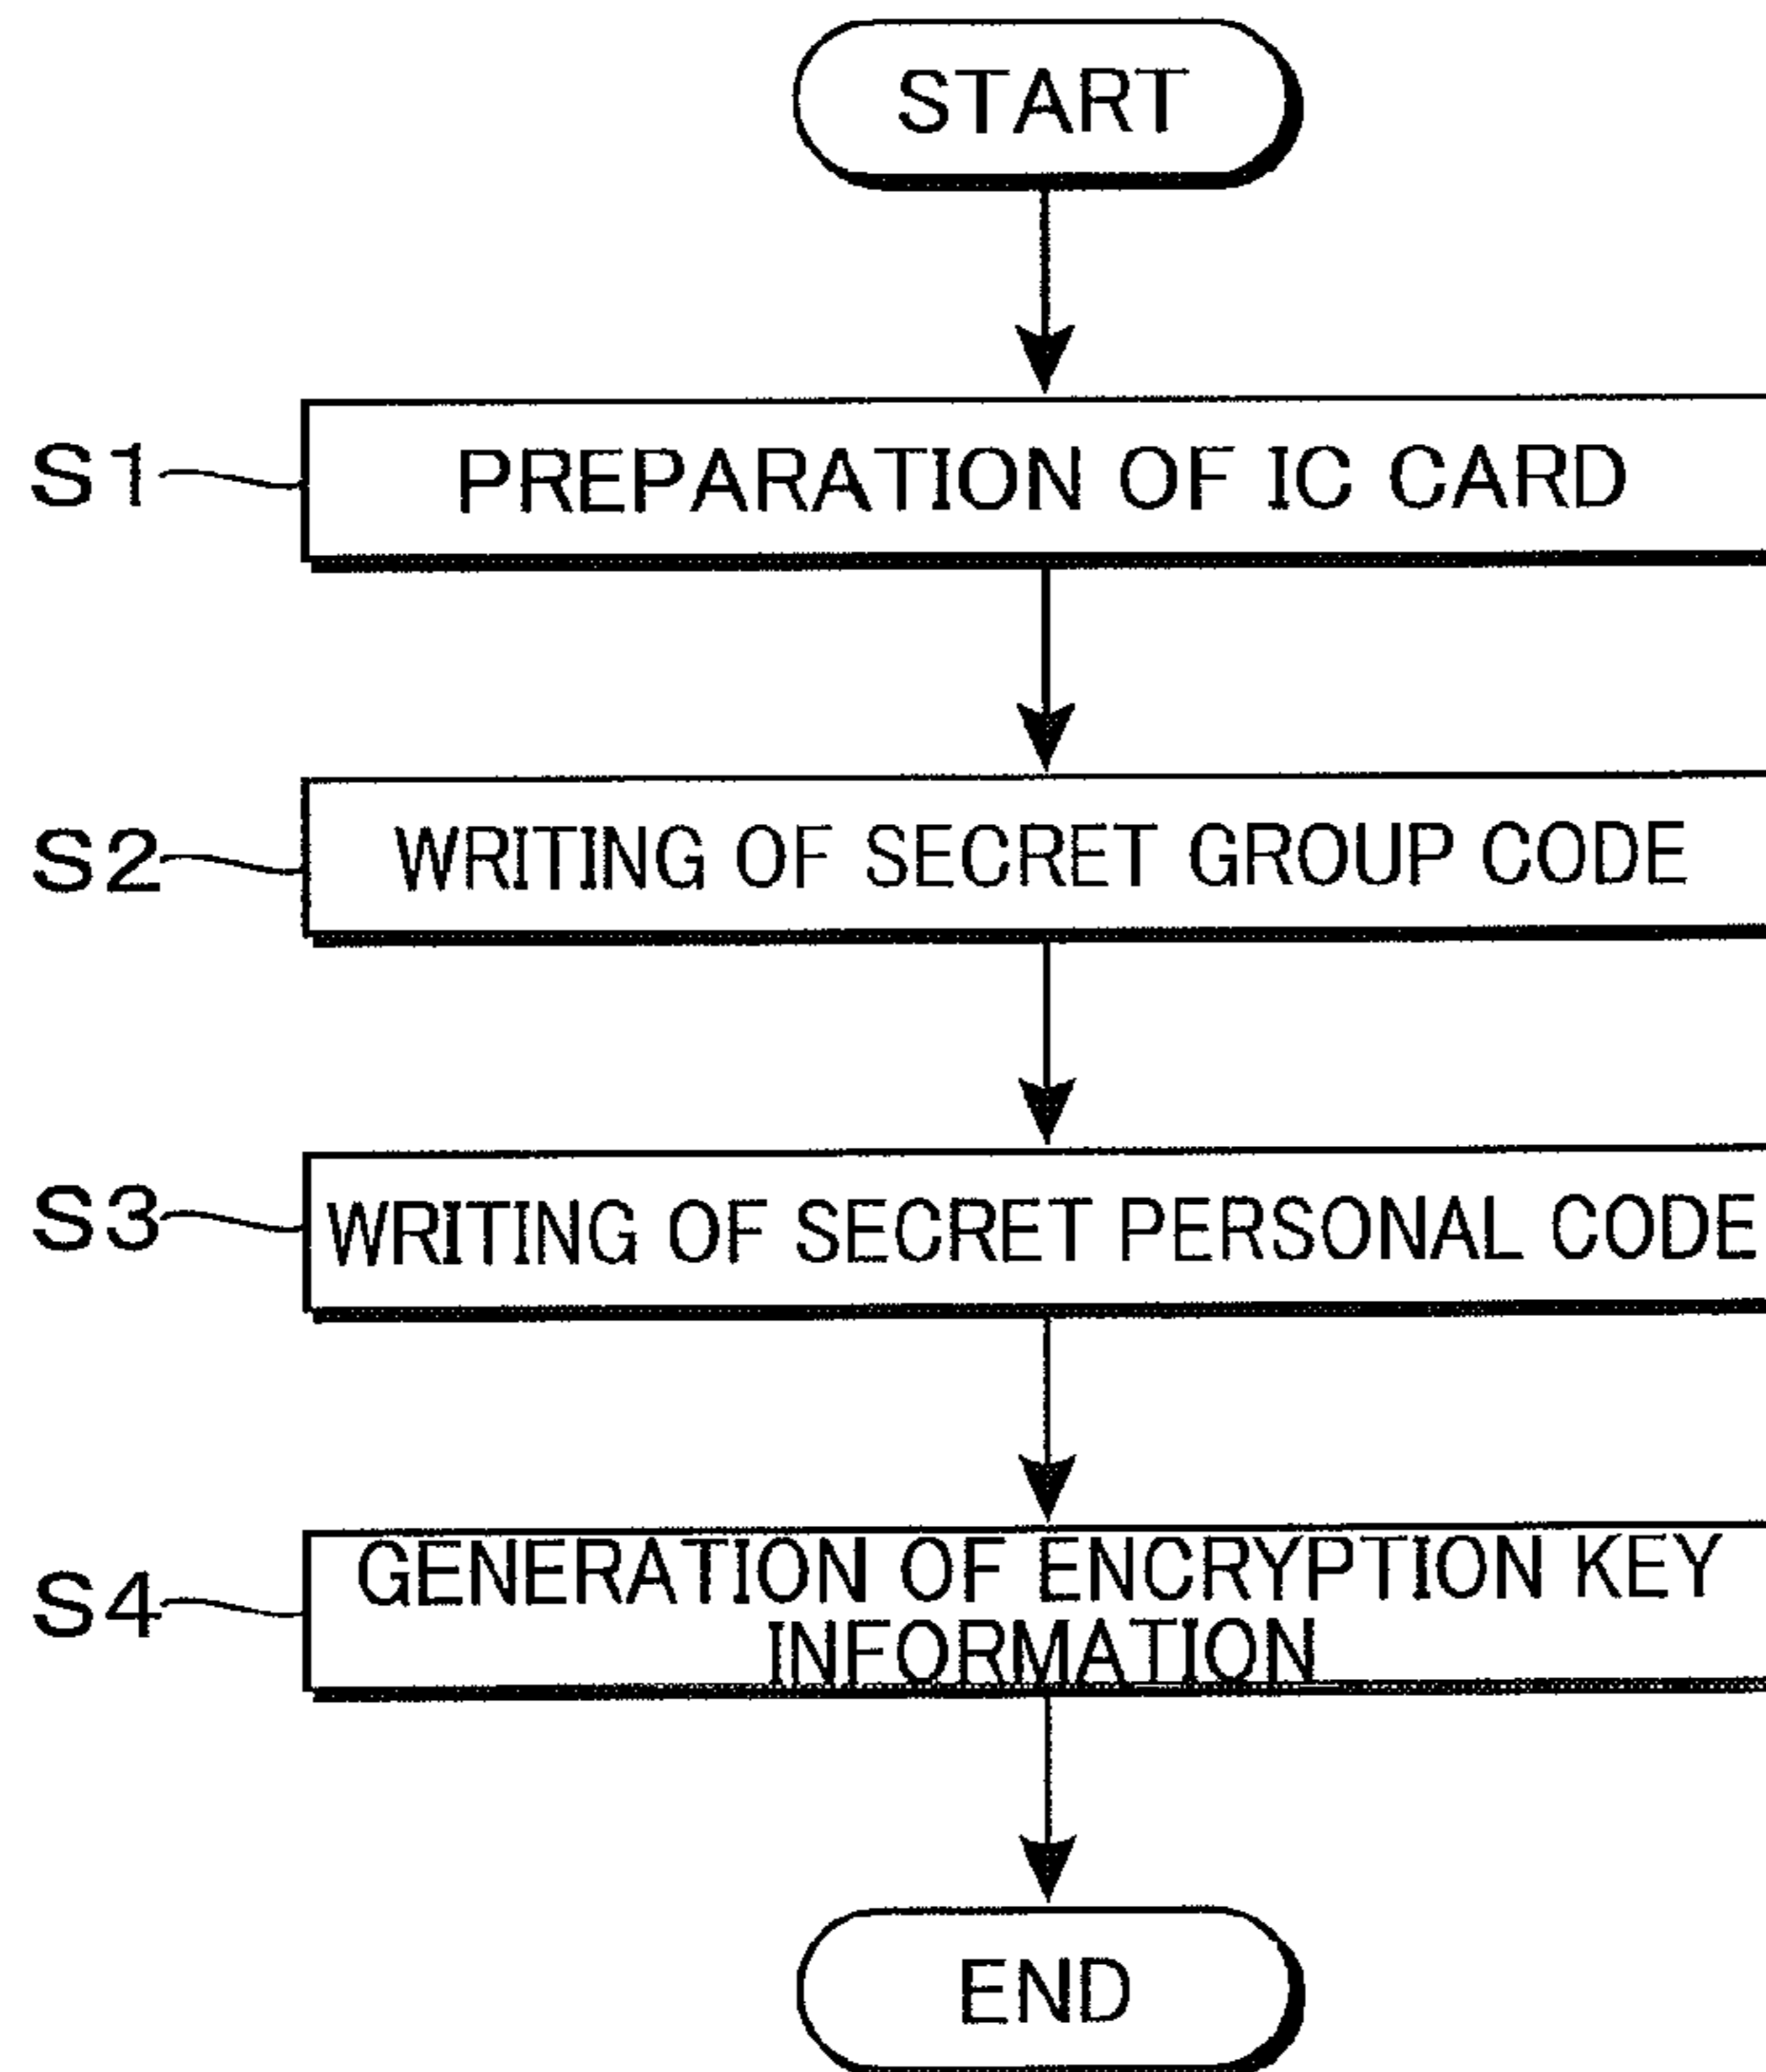 START
S1 PREPARATION OF IC CARD
S2 WRITING OF SECRET GROUP CODE
S3 WRITING OF SECRET PERSONAL CODE
S4 GENERATION OF ENCRYPTION KEY
INFORMATION
END